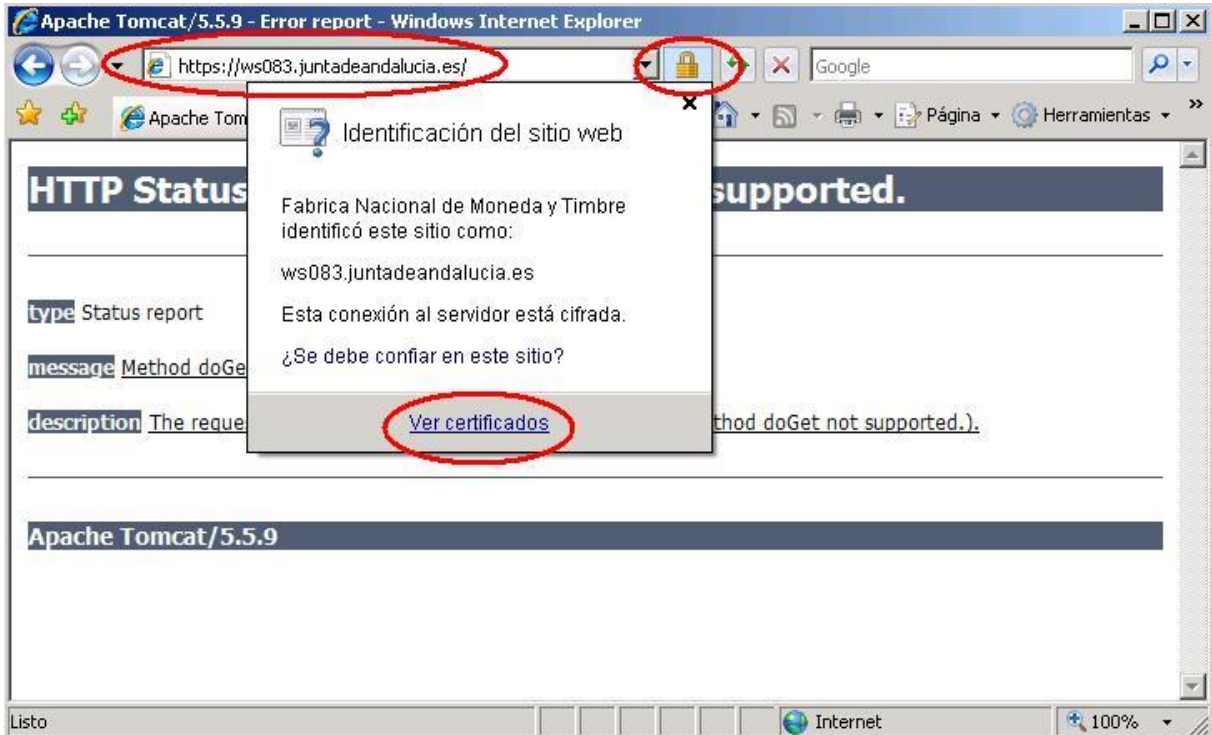 Apache Tomcat/5.5.9 - Error report - Windows Internet Explorer
https://ws083.juntadeandalucia.es/
Google
Apache Tom
Página
Herramientas
»
Identificación del sitio web
Fabrica Nacional de Moneda y Timbre
identificó este sitio como:
ws083.juntadeandalucia.es
Esta conexión al servidor está cifrada.
¿Se debe confiar en este sitio?
Ver certificados
HTTP Status supported.
type Status report
message Method doGe
description The reque thod doGet not supported.).
Apache Tomcat/5.5.9
Listo
Internet
100%